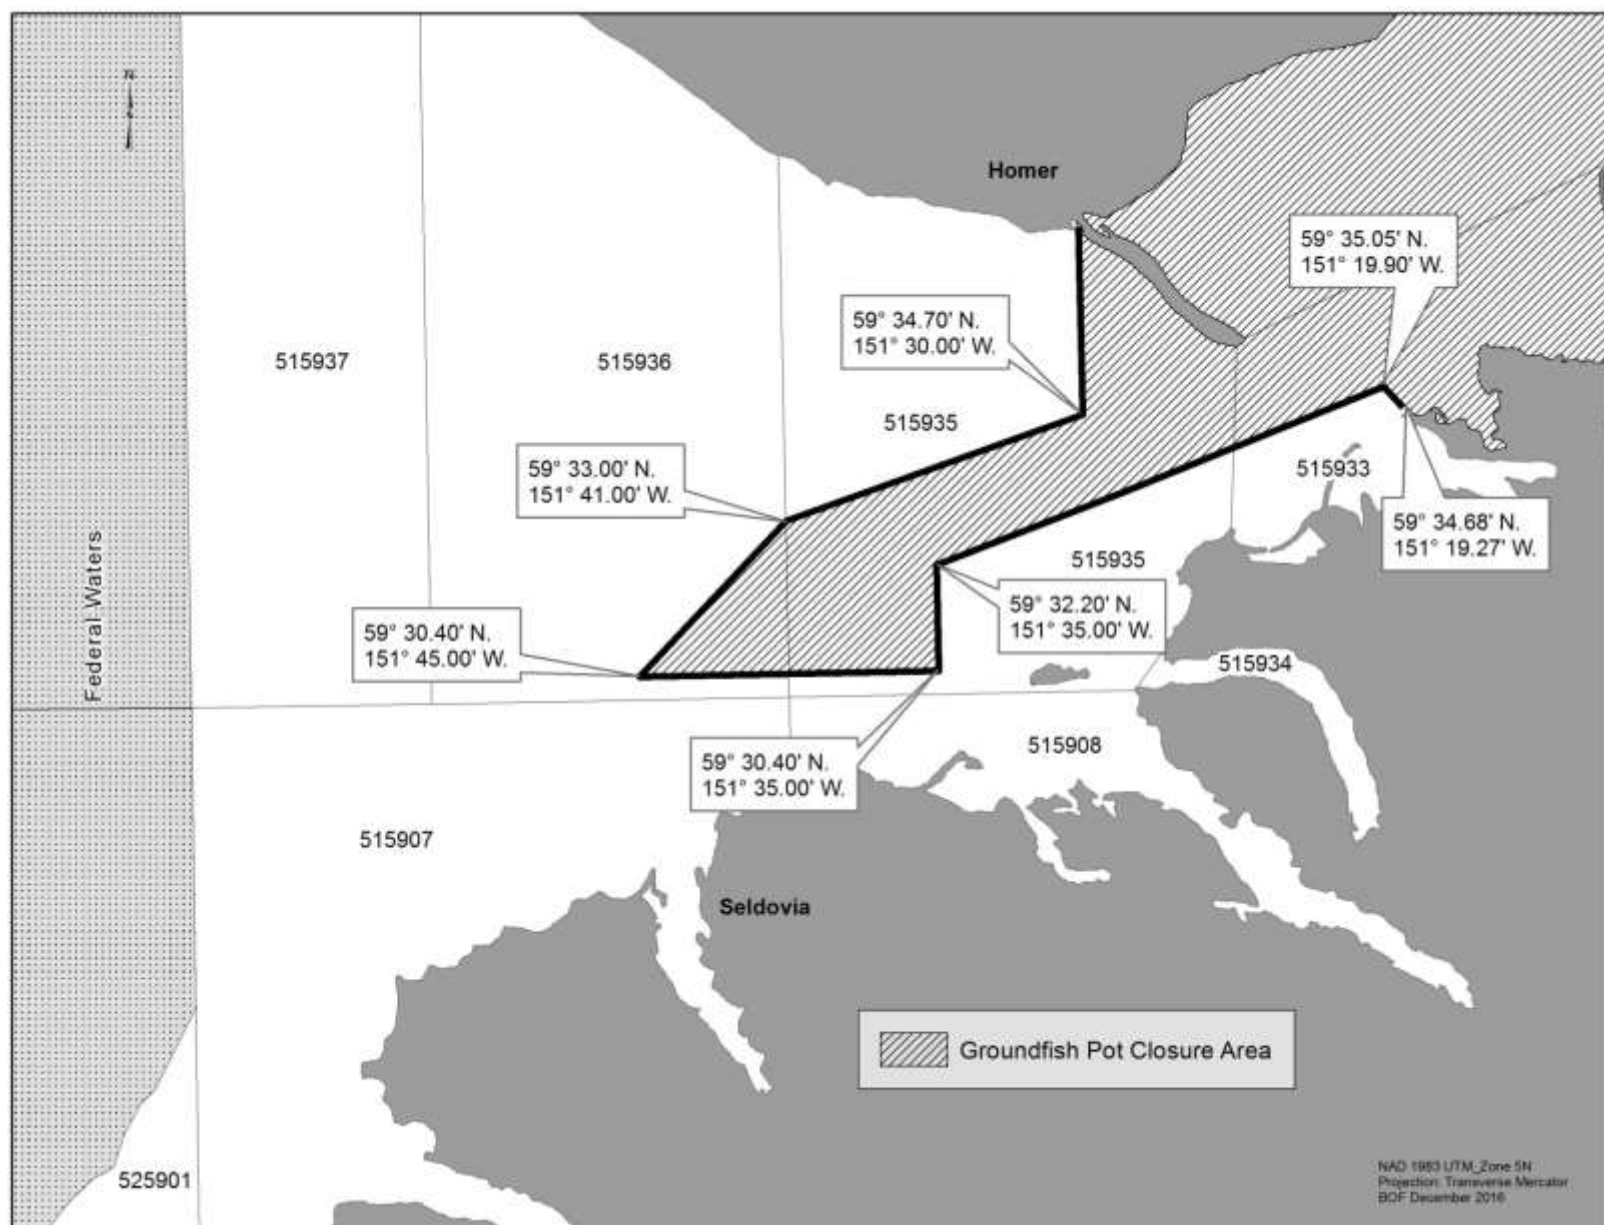 n
Homer
59° 35.05' N.
151° 19.90' W.
59° 34.70' N.
151° 30.00' W.
515937
515936
515935
59° 33.00' N.
151° 41.00' W.
515933
59° 34.68' N.
151° 19.27' W.
515935
Federal Waters
59° 32.20' N.
151° 35.00' W.
59° 30.40' N.
151° 45.00' W.
515934
515908
59° 30.40' N.
151° 35.00' W.
515907
Seldovia
Groundfish Pot Closure Area
525901
NAD 1983 UTM_Zone 5N
Projection: Transverse Mercator
BOF December 2016